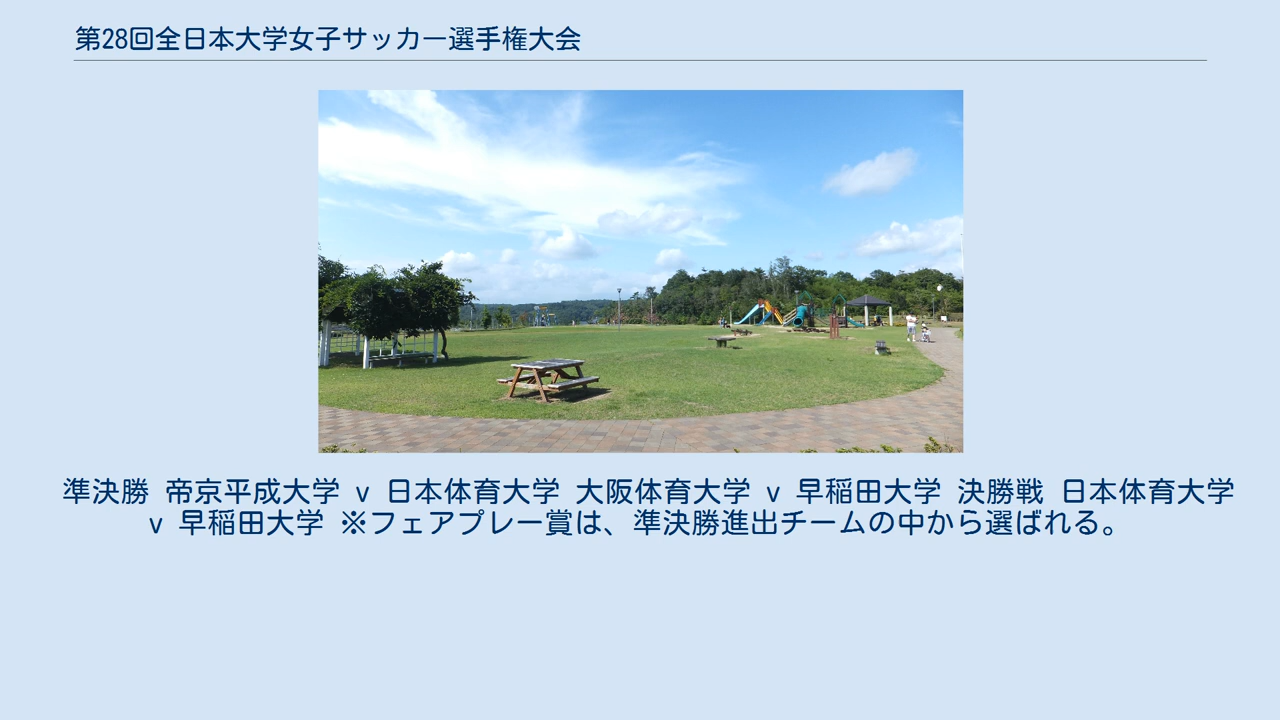 第28回全日本大学女子サッカー選手権大会
準決勝 帝京平成大学 v 日本体育大学 大阪体育大学 v 早稲田大学 決勝戦 日本体育大学
v 早稲田大学 ※フェアプレー賞は、準決勝進出チームの中から選ばれる。